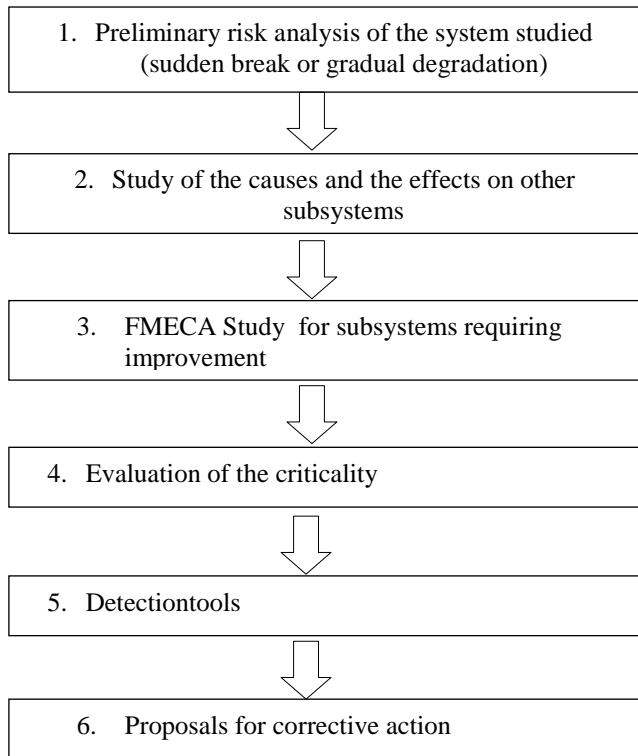 1. Preliminary risk analysis of the system studied
(sudden break or gradual degradation)
2. Study of the causes and the effects on other
subsystems
3. FMECA Study for subsystems requiring
improvement
4. Evaluation of the criticality
5. Detectiontools
6. Proposals for corrective action